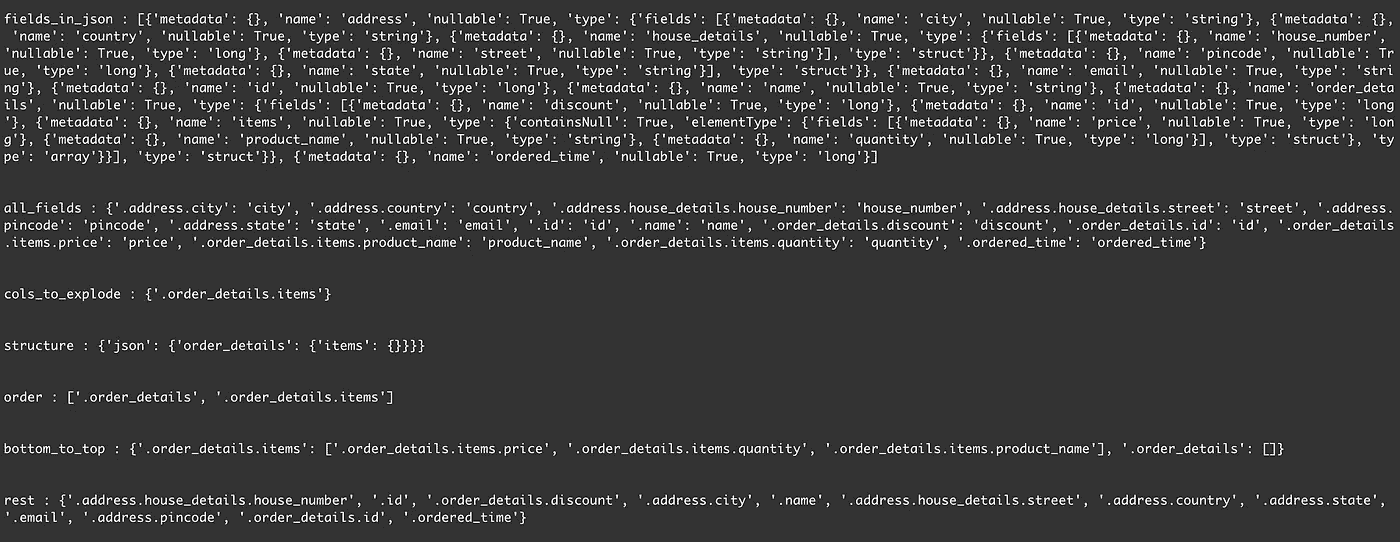 fields_in_json : [{'metadata': {}, 'name': 'address', 'nullable': True, 'type': {'fields': [{'metadata': {}, 'name': 'city', 'nullable': True, 'type': 'string'}, {'metadata': {},
 'name': 'country', 'nullable': True, 'type': 'string'}, {'metadata': {}, 'name': 'house_details', 'nullable': True, 'type': {'fields': [{'metadata': {}, 'name': 'house_number',
'nullable': True, 'type': 'long'}, {'metadata': {}, 'name': 'street', 'nullable': True, 'type': 'string'}], 'type': 'struct'}}, {'metadata': {}, 'name': 'pincode', 'nullable': Tr
ue, 'type': 'long'}, {'metadata': {}, 'name': 'state', 'nullable': True, 'type': 'string'}], 'type': 'struct'}}, {'metadata': {}, 'name': 'email', 'nullable': True, 'type': 'stri
ng'}, {'metadata': {}, 'name': 'id', 'nullable': True, 'type': 'long'}, {'metadata': {}, 'name': 'name', 'nullable': True, 'type': 'string'}, {'metadata': {}, 'name': 'order_deta
ils', 'nullable': True, 'type': {'fields': [{'metadata': {}, 'name': 'discount', 'nullable': True, 'type': 'long'}, {'metadata': {}, 'name': 'id', 'nullable': True, 'type': 'long
'}, {'metadata': {}, 'name': 'items', 'nullable': True, 'type': {'containsNull': True, 'elementType': {'fields': [{'metadata': {}, 'name': 'price', 'nullable': True, 'type': 'lon
g'}, {'metadata': {}, 'name': 'product_name', 'nullable': True, 'type': 'string'}, {'metadata': {}, 'name': 'quantity', 'nullable': True, 'type': 'long'}], 'type': 'struct'}, 'ty
pe': 'array'}}], 'type': 'struct'}}, {'metadata': {}, 'name': 'ordered_time', 'nullable': True, 'type': 'long'}]
all_fields : {'.address.city': 'city', '.address.country': 'country', '.address.house_details.house_number': 'house_number', '.address.house_details.street': 'street', '.address.
pincode': 'pincode', '.address.state': 'state', '.email': 'email', '.id': 'id', '.name': 'name', '.order_details.discount': 'discount', '.order_details.id': 'id', '.order_details
.items.price': 'price', '.order_details.items.product_name': 'product_name', '.order_details.items.quantity': 'quantity', '.ordered_time': 'ordered_time'}
cols_to_explode : {'.order_details.items'}
structure : {'json': {'order_details': {'items': {}}}}
order : ['.order_details', '.order_details.items']
bottom_to_top : {'.order_details.items': ['.order_details.items.price', '.order_details.items.quantity', '.order_details.items.product_name'], '.order_details': []}
rest : {'.address.house_details.house_number', '.id', '.order_details.discount', '.address.city', '.name', '.address.house_details.street', '.address.country', '.address.state',
'.email', '.address.pincode', '.order_details.id', '.ordered_time'}